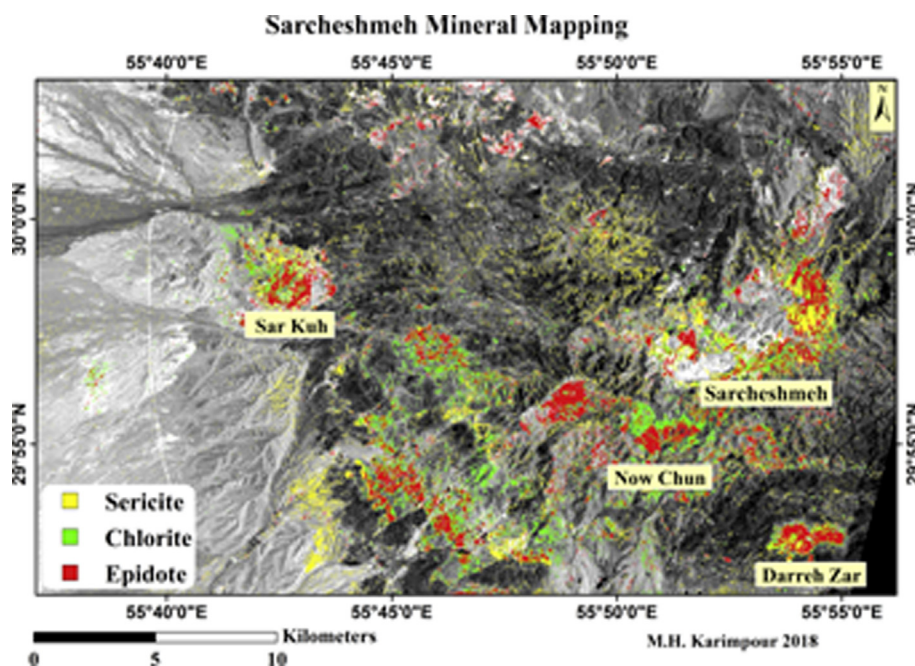 Sarcheshmeh Mineral Mapping
55°40'0"E 55°45'0"E 55°50'0"E 55°55'0"E
N
30°0'0"N 30°0'0"N
Sar Kuh
Sarcheshmeh
29°55'0"N 29°55'0"N
Now Chun
Sericite
Chlorite
Epidote
Darreh Zar
55°40'0"E 55°45'0"E 55°50'0"E 55°55'0"E
Kilometers
0 5 10
M.H. Karimpour 2018